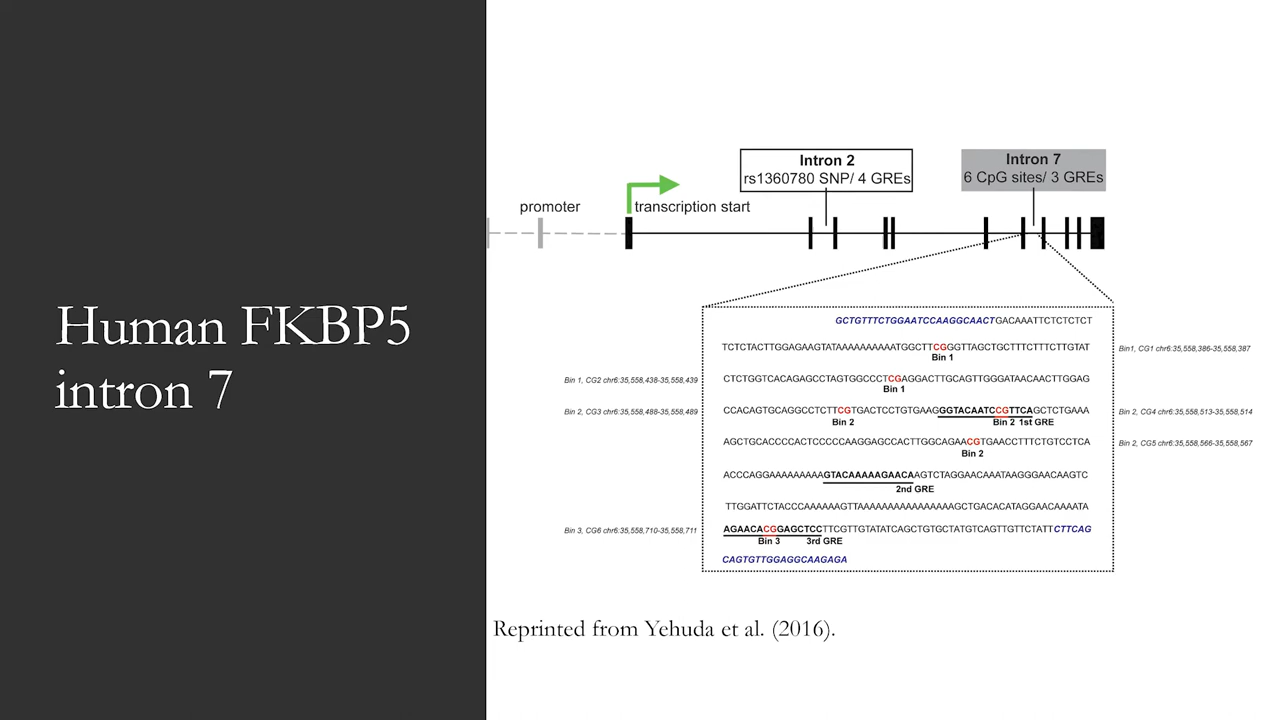 Human FKBP5
intron 7
Intron 2
rs1360780 SNP/ 4 GREs
Intron 7
6 CpG sites/ 3 GREs
promoter
transcription start
GCTGTTTCTGGAATCCAAGGCAACTGACAAATTCTCTCTCT
TCTCTACTTGGAGAAGTATAAAAAAAAAATGGCTTCGGGTTAGCTGCTTTCTTTCTTGTAT
Bin 1
Bin1, CG1 chr6:35,558,386-35,558,387
Bin 1, CG2 chr6:35,558,438-35,558,439
CTCTGGTCACAGAGCCTAGTGGCCCTCGAGGACTTGCAGTTGGGATAACAACTTGGAG
Bin 1
Bin 2, CG3 chr6:35,558,488-35,558,489
CCACAGTGCAGGCCTCTTCGTGACTCCTGTGAAGGGTACAATCCGTTCAGCTCTGAAA
Bin 2
Bin 2 1st GRE
Bin 2, CG4 chr6:35,558,513-35,558,514
AGCTGCACCCCACTCCCCCAAGGAGCCACTTGGCAGAACGTGAACCTTTCTGTCCTCA
Bin 2
Bin 2, CG5 chr6:35,558,566-35,558,567
ACCCAGGAAAAAAAAAGTACAAAAAGAACAAGTCTAGGAACAAATAAGGGAACAAGTC
2nd GRE
TTGGATTCTACCCAAAAAAGTTAAAAAAAAAAAAAAAAAGCTGACACATAGGAACAAAATA
Bin 3, CG6 chr6:35,558,710-35,558,711
AGAACACGGAGCTCCTTCGTTGTATATCAGCTGTGCTATGTCAGTTGTTCTATTCTTCAG
Bin 3
3rd GRE
CAGTGTTGGAGGCAAGAGA
Reprinted from Yehuda et al. (2016).